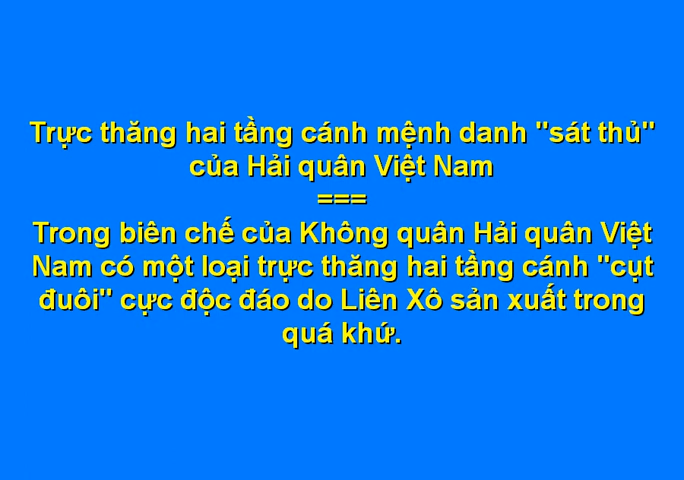 Trực thăng hai tầng cánh mệnh danh "sát thủ"
của Hải quân Việt Nam
===
Trong biên chế của Không quân Hải quân Việt
Nam có một loại trực thăng hai tầng cánh "cụt
đuôi" cực độc đáo do Liên Xô sản xuất trong
quá khứ.